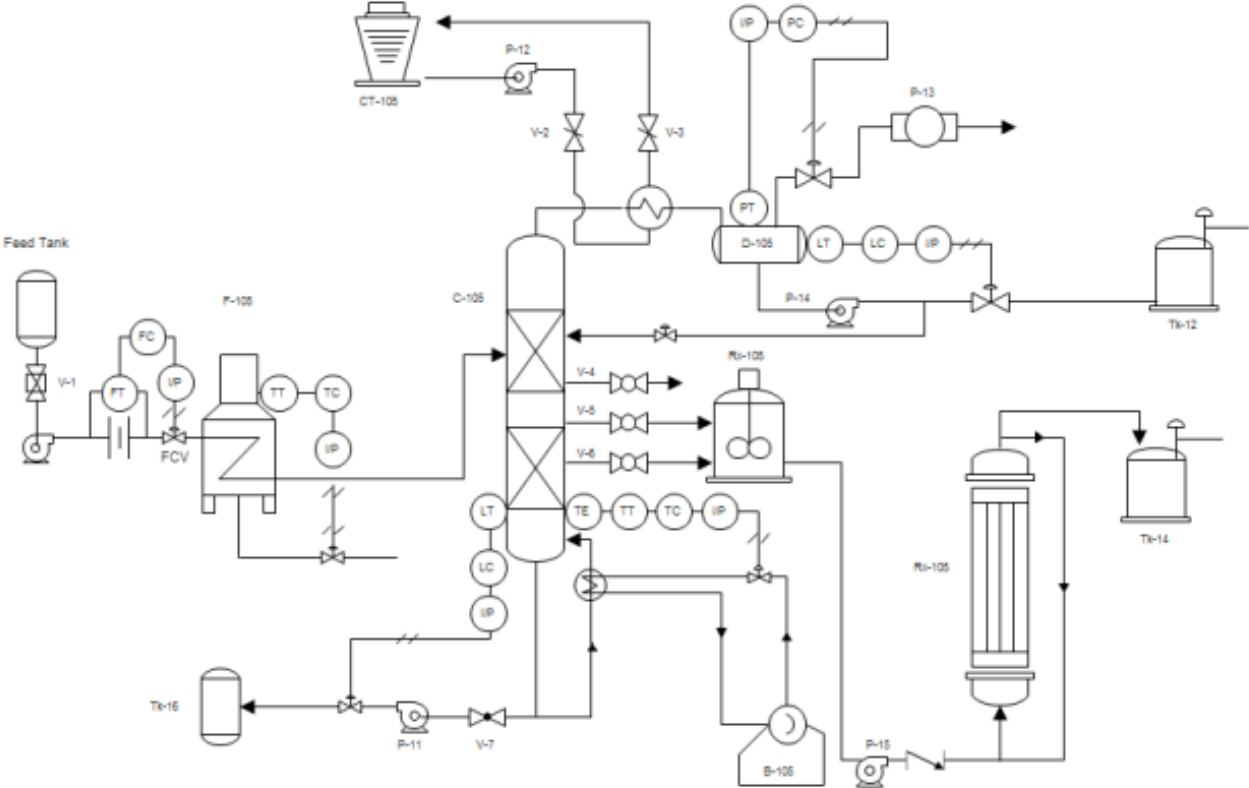 I/P
PC
P-12
CT-105
V-2
V-3
P-13
PT
Feed Tank
D-105
LT
LC
I/P
F-105
C-105
P-14
Tk-12
FC
Rx-105
V-1
FT
I/P
TT
TC
V-4
V-5
FCV
I/P
V-6
LT
TE
TT
TC
I/P
Tk-14
LC
Rx-105
I/P
Tk-16
P-11
V-7
B-105
P-15